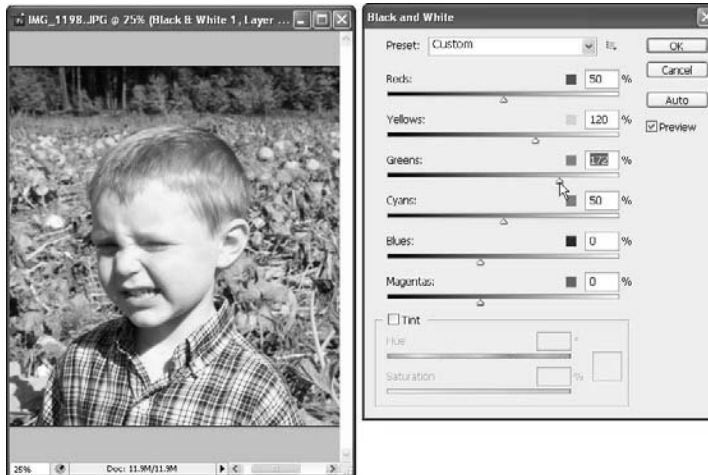 IMG_1198.JPG @ 25% (Black & White 1, Layer ...
25%
Doc: 11.9M/11.9M
Black and White
Preset: Custom
OK
Reds: 50 %
Cancel
Auto
Yellows: 120 %
Preview
Greens: 172 %
Cyans: 50 %
Blues: 0 %
Magentas: 0 %
Tint
Hue °
Saturation %